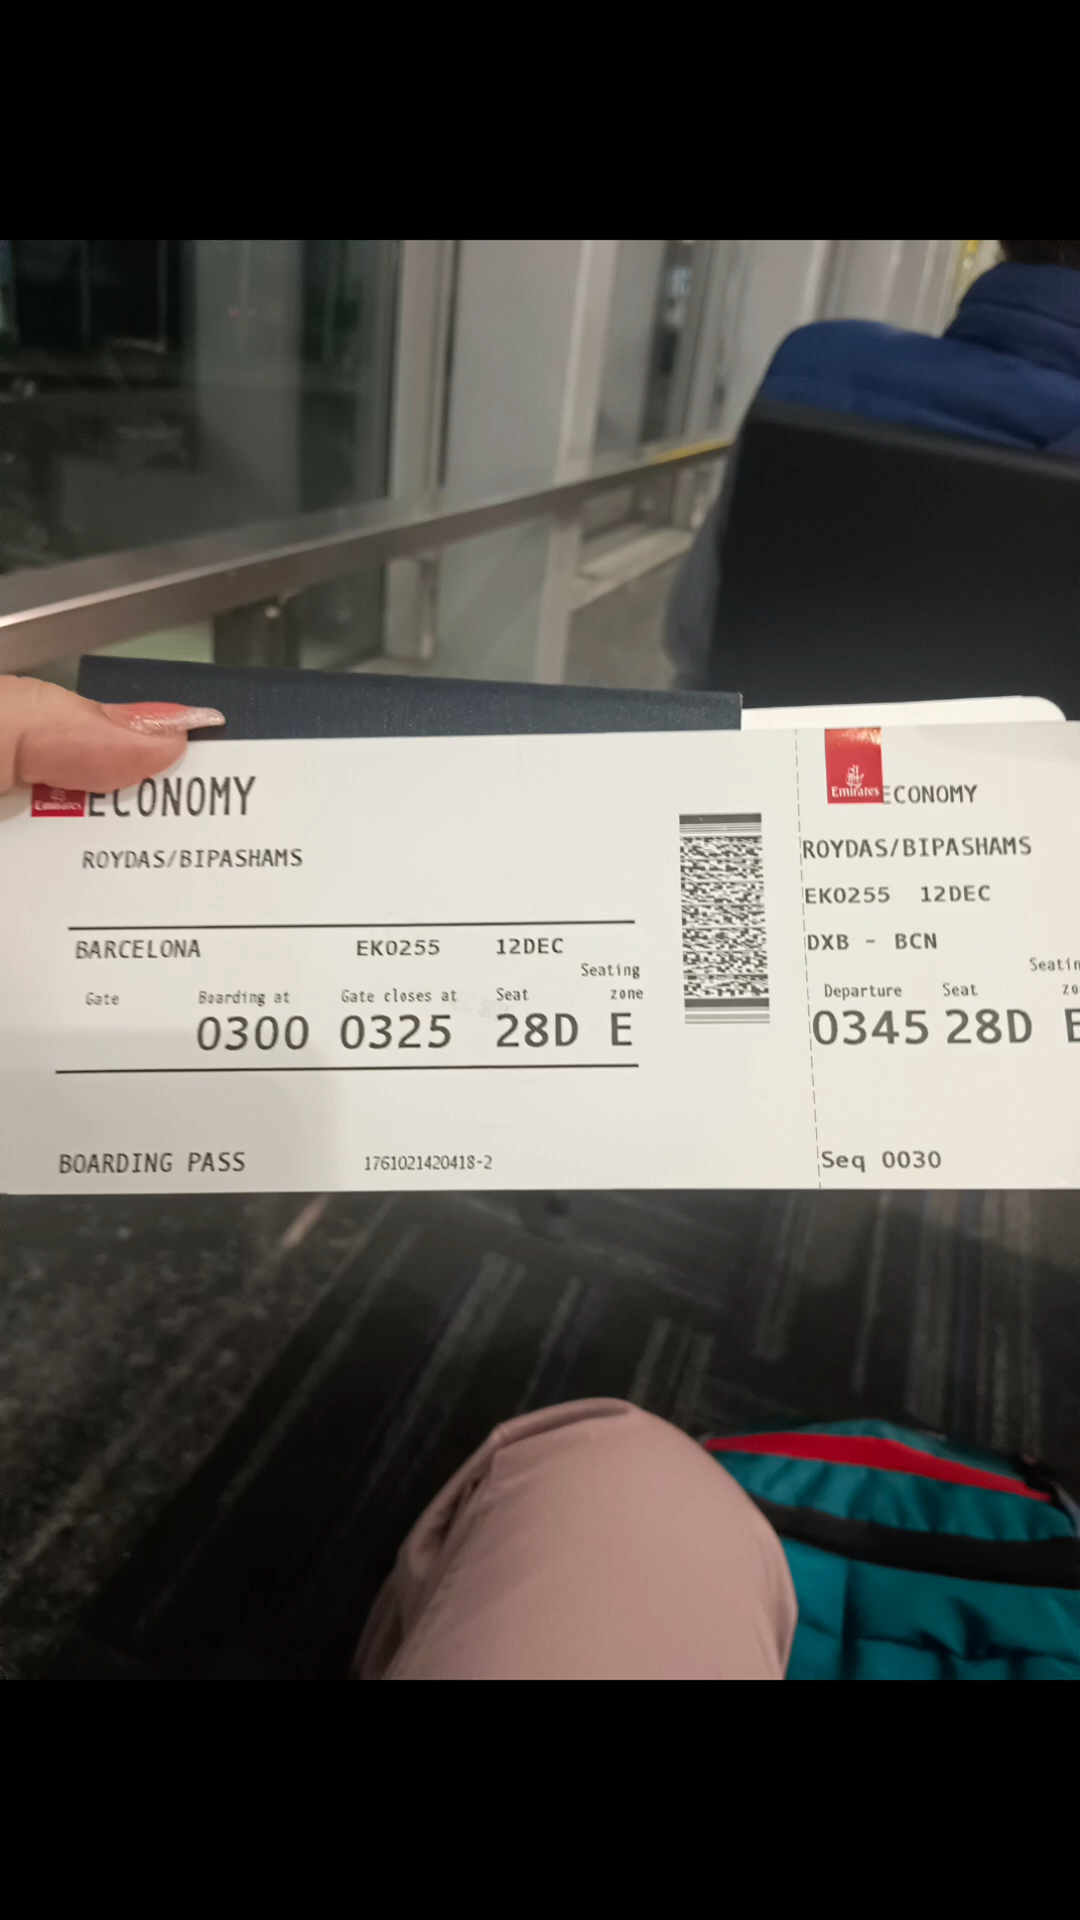 Emirates ECONOMY
ROYDAS/BIPASHAMS
BARCELONA EK0255 12DEC
Seating
Gate Boarding at Gate closes at Seat zone
0300 0325 28D E
BOARDING PASS 1761021420418-2
Emirates ECONOMY
ROYDAS/BIPASHAMS
EK0255 12DEC
DXB - BCN
Departure Seat
0345 28D E
Seq 0030